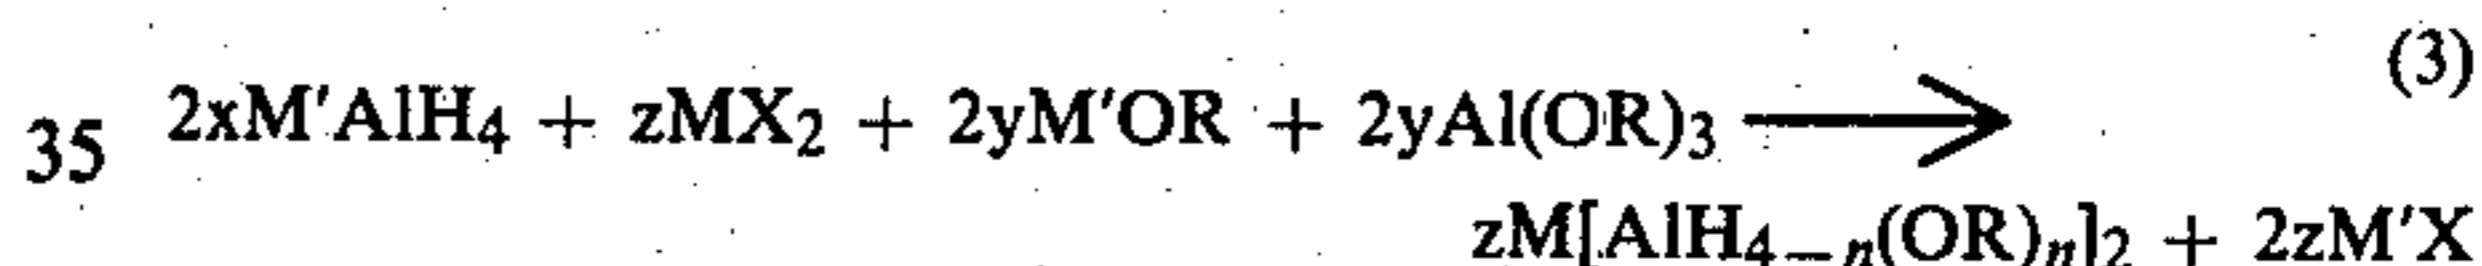 (3)
35 2xM′AlH₄ + zMX₂ + 2yM′OR + 2yAl(OR)₃ ⟶
zM[AlH₄₋ₙ(OR)ₙ]₂ + 2zM′X